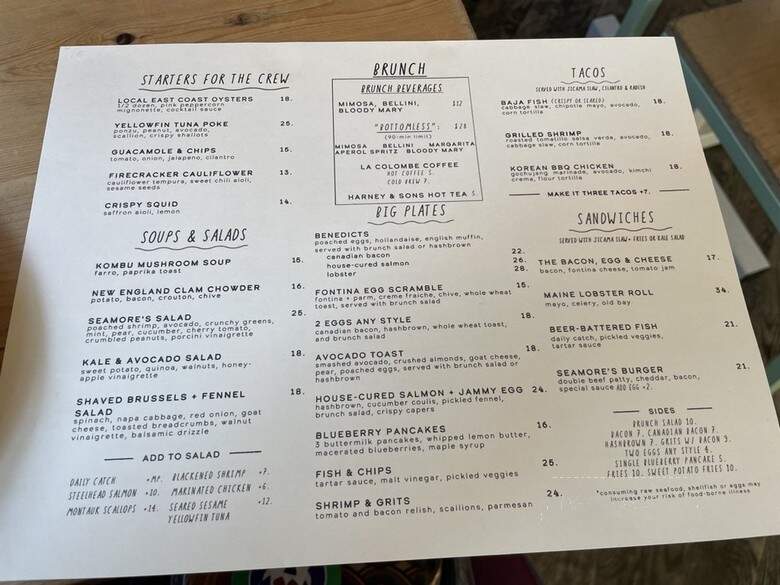 STARTERS FOR THE CREW
LOCAL EAST COAST OYSTERS 18.
1/2 dozen, pink peppercorn
mignonette, cocktail sauce
YELLOWFIN TUNA POKE 25.
ponzu, peanut, avocado,
scallion, crispy shallots
GUACAMOLE & CHIPS 15.
tomato, onion, jalapeno, cilantro
FIRECRACKER CAULIFLOWER 13.
cauliflower tempura, sweet chili aioli,
sesame seeds
CRISPY SQUID 14.
saffron aioli, lemon
SOUPS & SALADS
KOMBU MUSHROOM SOUP 16.
farro, paprika toast
NEW ENGLAND CLAM CHOWDER 16.
potato, bacon, crouton, chive
SEAMORE'S SALAD 25.
poached shrimp, avocado, crunchy greens,
mint, pear, cucumber, cherry tomato,
crumbled peanuts, porcini vinaigrette
KALE & AVOCADO SALAD 18.
sweet potato, quinoa, walnuts, honey-
apple vinaigrette
SHAVED BRUSSELS + FENNEL 18.
SALAD
spinach, napa cabbage, red onion, goat
cheese, toasted breadcrumbs, walnut
vinaigrette, balsamic drizzle
ADD TO SALAD
DAILY CATCH +MP.
STEELHEAD SALMON +10.
MONTAUK SCALLOPS +14.
BLACKENED SHRIMP +7.
MARINATED CHICKEN +6.
SEARED SESAME +12.
YELLOWFIN TUNA
BRUNCH
BRUNCH BEVERAGES
MIMOSA, BELLINI, $12
BLOODY MARY
"BOTTOMLESS": $28
(90-min limit)
MIMOSA BELLINI MARGARITA
APEROL SPRITZ BLOODY MARY
LA COLOMBE COFFEE
HOT COFFEE 5.
COLD BREW 7.
HARNEY & SONS HOT TEA 5
BIG PLATES
BENEDICTS
poached eggs, hollandaise, english muffin,
served with brunch salad or hashbrown
canadian bacon 22.
house-cured salmon 26.
lobster 28.
FONTINA EGG SCRAMBLE 15.
fontina + parm, creme fraiche, chive, whole wheat
toast, served with brunch salad
2 EGGS ANY STYLE 18.
canadian bacon, hashbrown, whole wheat toast,
and brunch salad
AVOCADO TOAST 18.
smashed avocado, crushed almonds, goat cheese,
pear, poached eggs, served with brunch salad or
hashbrown
HOUSE-CURED SALMON + JAMMY EGG 24.
hashbrown, cucumber coulis, pickled fennel,
brunch salad, crispy capers
BLUEBERRY PANCAKES 16.
3 buttermilk pancakes, whipped lemon butter,
macerated blueberries, maple syrup
FISH & CHIPS 25.
tartar sauce, malt vinegar, pickled veggies
SHRIMP & GRITS 24.
tomato and bacon relish, scallions, parmesan
TACOS
SERVED WITH JICAMA SLAW, CILANTRO & RADISH
BAJA FISH (CRISPY OR SEARED) 18.
cabbage slaw, chipotle mayo, avocado,
corn tortilla
GRILLED SHRIMP 18.
roasted tomatillo salsa verde, avocado,
cabbage slaw, corn tortilla
KOREAN BBQ CHICKEN 18.
gochujang marinade, avocado, kimchi
crema, flour tortilla
MAKE IT THREE TACOS +7.
SANDWICHES
SERVED WITH JICAMA SLAW+ FRIES OR KALE SALAD
THE BACON, EGG & CHEESE 17.
bacon, fontina cheese, tomato jam
MAINE LOBSTER ROLL 34.
mayo, celery, old bay
BEER-BATTERED FISH 21.
daily catch, pickled veggies,
tartar sauce
SEAMORE'S BURGER 21.
double beef patty, cheddar, bacon,
special sauce ADD EGG +2.
SIDES
BRUNCH SALAD 10.
BACON 7. CANADIAN BACON 7.
HASHBROWN 7. GRITS W/ BACON 9.
TWO EGGS ANY STYLE 4.
SINGLE BLUEBERRY PANCAKE 5.
FRIES 10. SWEET POTATO FRIES 10.
*consuming raw seafood, shellfish or eggs may
increase your risk of food-borne illness